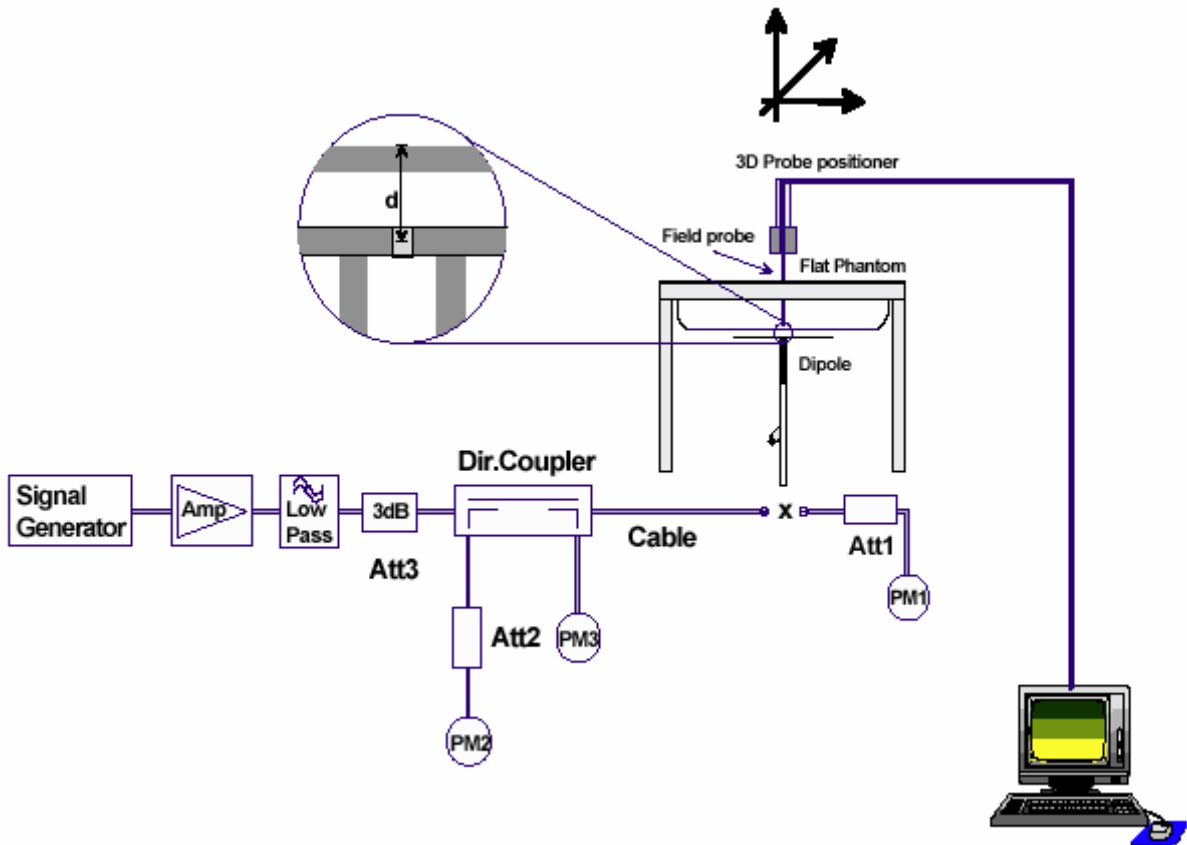 3D Probe positioner
d
Field probe
Flat Phantom
Dipole
Dir.Coupler
Signal
Generator
Amp
Low
Pass
3dB
Att3
Cable
x
Att1
PM1
Att2
PM3
PM2